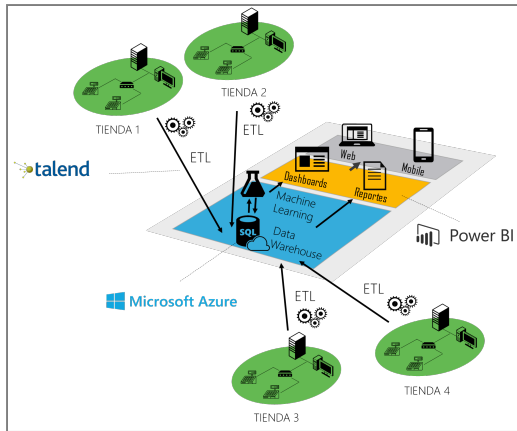 TIENDA 1
TIENDA 2
ETL
ETL
talend
Web
Mobile
Dashboards
Reportes
Machine
Learning
SQL
Data
Warehouse
Power BI
Microsoft Azure
ETL
ETL
TIENDA 3
TIENDA 4